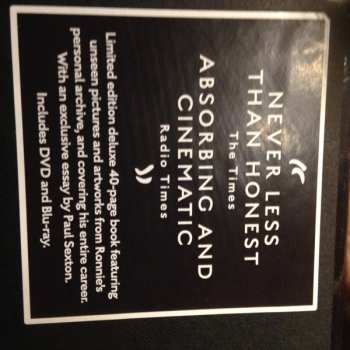 “
NEVER LESS
THAN HONEST
The Times
ABSORBING AND
CINEMATIC
Radio Times
”
Limited edition deluxe 40-page book featuring
unseen pictures and artworks from Ronnie's
personal archive, and covering his entire career.
With an exclusive essay by Paul Sexton.
Includes DVD and Blu-ray.